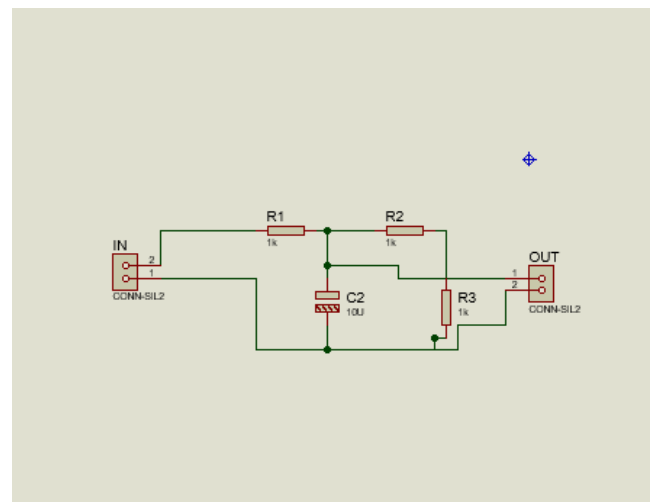 R1
1k
R2
1k
IN
2
1
CONN-SIL2
C2
10U
R3
1k
OUT
1
2
CONN-SIL2